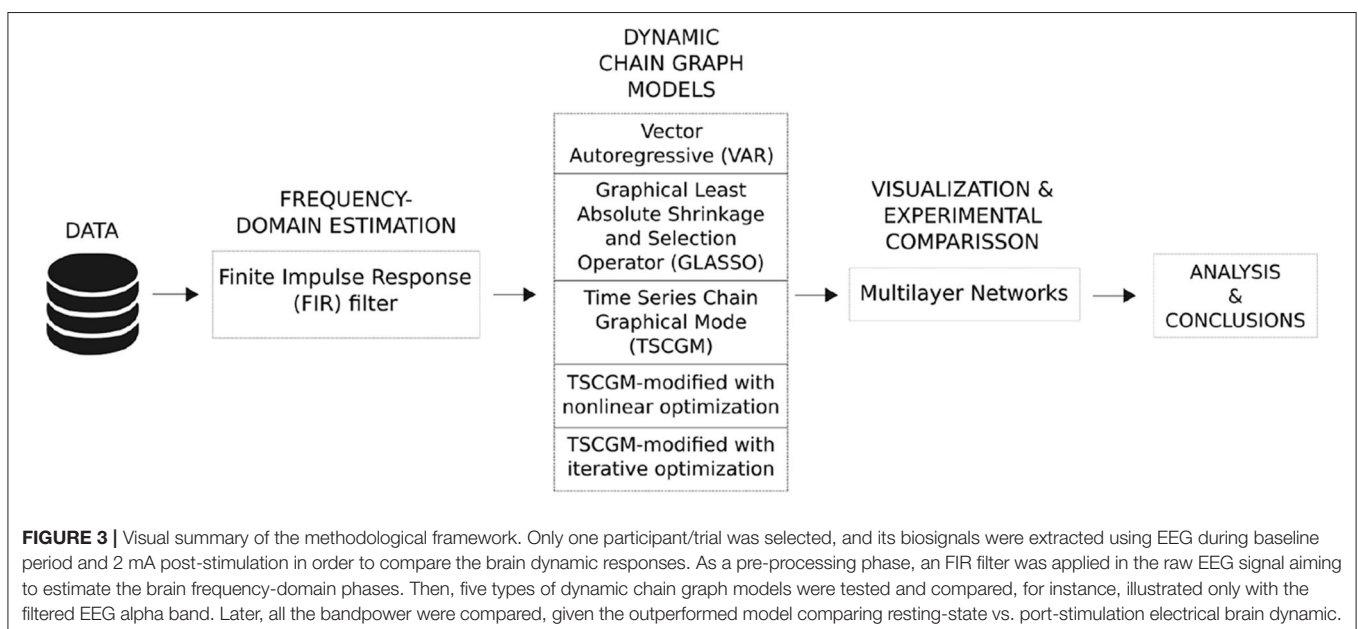 DATA
FREQUENCY-
DOMAIN ESTIMATION
Finite Impulse Response
(FIR) filter
DYNAMIC
CHAIN GRAPH
MODELS
Vector
Autoregressive (VAR)
Graphical Least
Absolute Shrinkage
and Selection
Operator (GLASSO)
Time Series Chain
Graphical Mode
(TSCGM)
TSCGM-modified with
nonlinear optimization
TSCGM-modified with
iterative optimization
VISUALIZATION &
EXPERIMENTAL
COMPARISSON
Multilayer Networks
ANALYSIS
&
CONCLUSIONS
FIGURE 3 | Visual summary of the methodological framework. Only one participant/trial was selected, and its biosignals were extracted using EEG during baseline
period and 2 mA post-stimulation in order to compare the brain dynamic responses. As a pre-processing phase, an FIR filter was applied in the raw EEG signal aiming
to estimate the brain frequency-domain phases. Then, five types of dynamic chain graph models were tested and compared, for instance, illustrated only with the
filtered EEG alpha band. Later, all the bandpower were compared, given the outperformed model comparing resting-state vs. port-stimulation electrical brain dynamic.